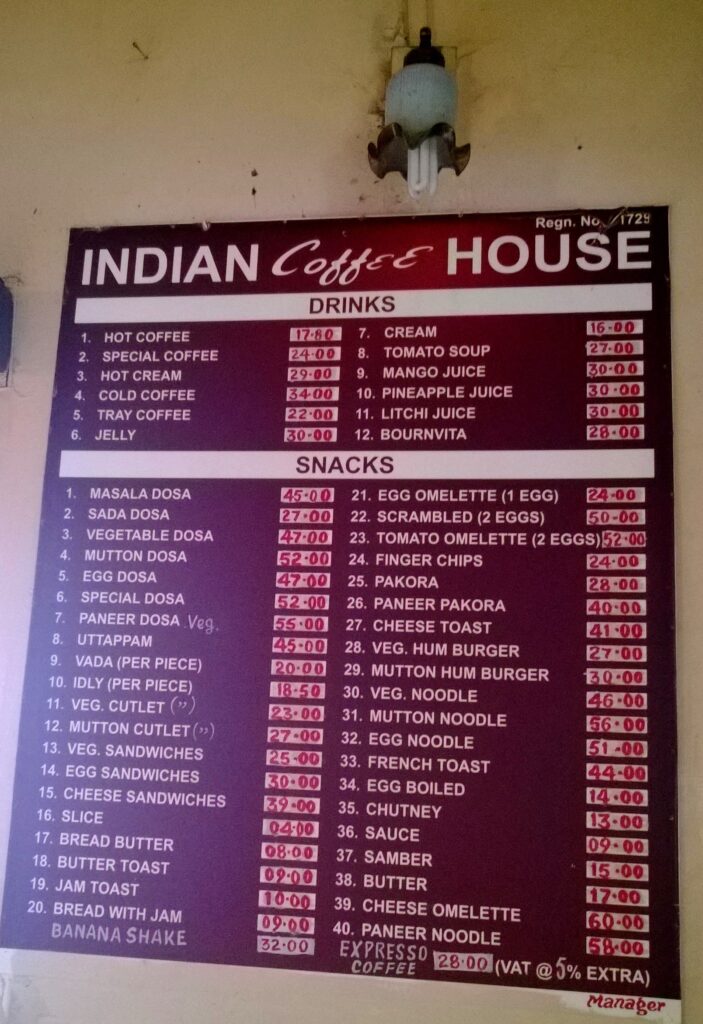 Regn. No. 1729
INDIAN Coffee HOUSE
DRINKS
1. HOT COFFEE 17·80
2. SPECIAL COFFEE 24·00
3. HOT CREAM 29·00
4. COLD COFFEE 34·00
5. TRAY COFFEE 22·00
6. JELLY 30·00
7. CREAM 16·00
8. TOMATO SOUP 27·00
9. MANGO JUICE 30·00
10. PINEAPPLE JUICE 30·00
11. LITCHI JUICE 30·00
12. BOURNVITA 28·00
SNACKS
1. MASALA DOSA 45·00
2. SADA DOSA 27·00
3. VEGETABLE DOSA 47·00
4. MUTTON DOSA 52·00
5. EGG DOSA 47·00
6. SPECIAL DOSA 52·00
7. PANEER DOSA Veg. 55·00
8. UTTAPPAM 45·00
9. VADA (PER PIECE) 20·00
10. IDLY (PER PIECE) 18·50
11. VEG. CUTLET (") 23·00
12. MUTTON CUTLET (") 27·00
13. VEG. SANDWICHES 25·00
14. EGG SANDWICHES 30·00
15. CHEESE SANDWICHES 39·00
16. SLICE 04·00
17. BREAD BUTTER 08·00
18. BUTTER TOAST 09·00
19. JAM TOAST 10·00
20. BREAD WITH JAM 09·00
BANANA SHAKE 32·00
21. EGG OMELETTE (1 EGG) 24·00
22. SCRAMBLED (2 EGGS) 50·00
23. TOMATO OMELETTE (2 EGGS) 52·00
24. FINGER CHIPS 24·00
25. PAKORA 28·00
26. PANEER PAKORA 40·00
27. CHEESE TOAST 41·00
28. VEG. HUM BURGER 27·00
29. MUTTON HUM BURGER 30·00
30. VEG. NOODLE 46·00
31. MUTTON NOODLE 56·00
32. EGG NOODLE 51·00
33. FRENCH TOAST 44·00
34. EGG BOILED 14·00
35. CHUTNEY 13·00
36. SAUCE 09·00
37. SAMBER 15·00
38. BUTTER 17·00
39. CHEESE OMELETTE 60·00
40. PANEER NOODLE 58·00
EXPRESSO
COFFEE 28·00 (VAT @ 5% EXTRA)
Manager